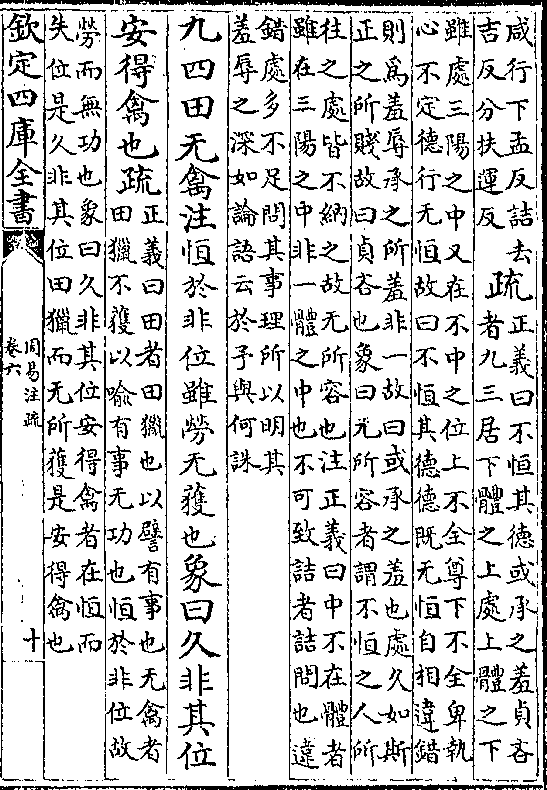 咸行下孟反詰去
吉反分扶運反
疏
正義曰不恒其德或承之羞貞吝
者九三居下體之上處上體之下
雖處三陽之中又在不中之位上不全尊下不全卑執
心不定德行无恒故曰不恒其德德既无恒自相違錯
則為羞辱承之所羞非一故曰或承之羞也處久如斯
正之所賤故曰貞吝也象曰无所容者謂不恒之人所
往之處皆不納之故无所容也注正義曰中不在體者
雖在三陽之中非一體之中也不可致詰者詰問也違
錯處多不足問其事理所以明其
羞辱之深如論語云於予與何誅
九四田无禽注恒於非位雖勞无獲也象曰久非其位
安得禽也疏
正義曰田者田獵也以譬有事也无禽者
田獵不獲以喻有事无功也恒於非位故
勞而無功也象曰久非其位安得禽者在恒而
失位是久非其位田獵而无所獲是安得禽也
欽定四庫全書
周易注疏
卷六
十